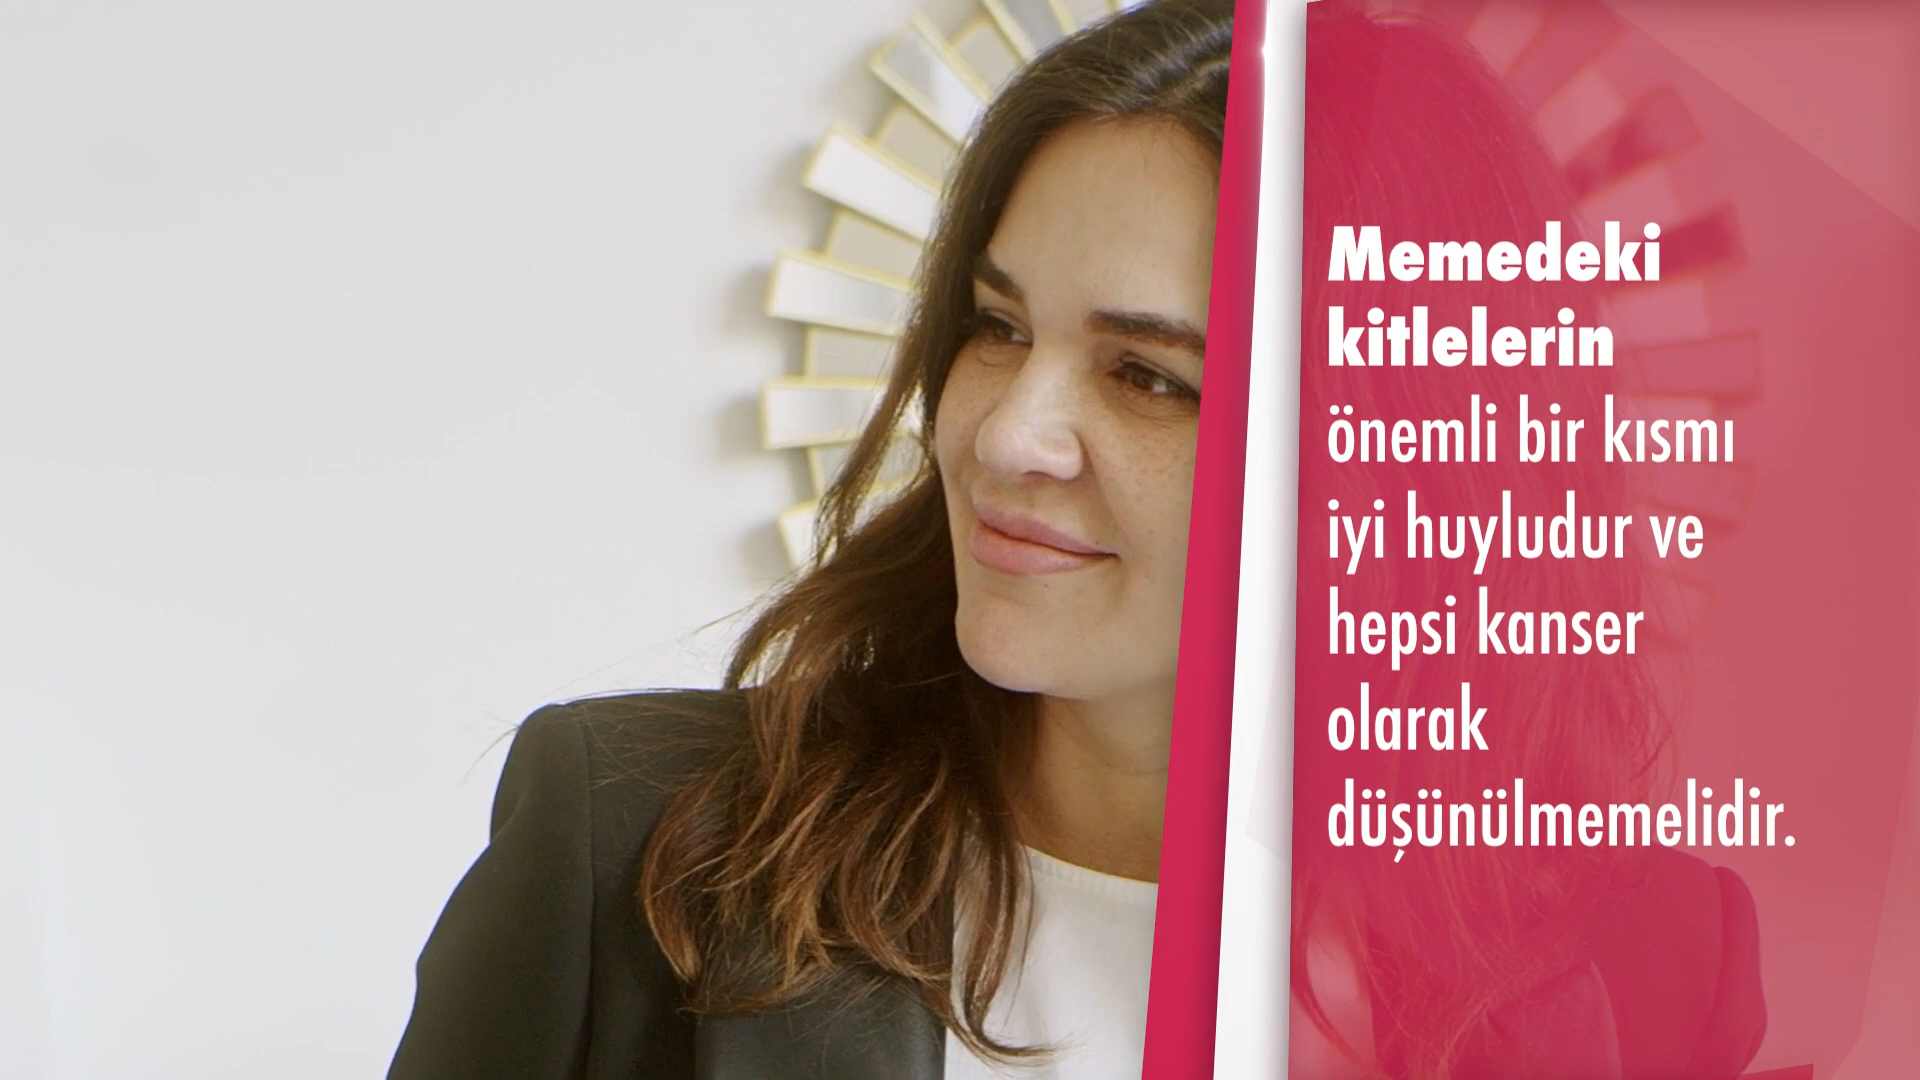 Memedeki
kitlelerin
önemli bir kısmı
iyi huyludur ve
hepsi kanser
olarak
düşünülmemelidir.